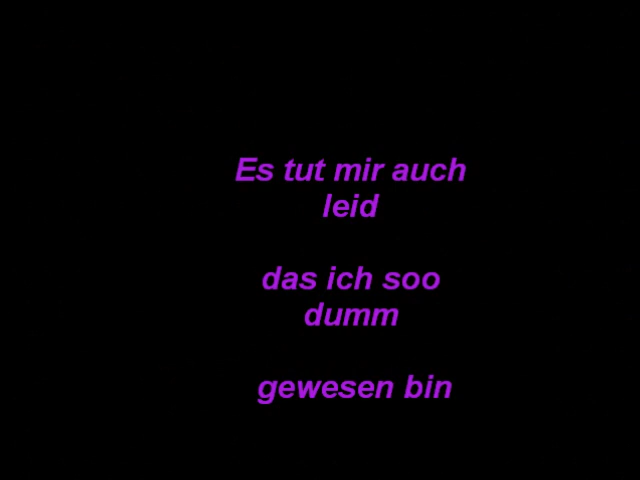 Es tut mir auch
leid
das ich soo
dumm
gewesen bin